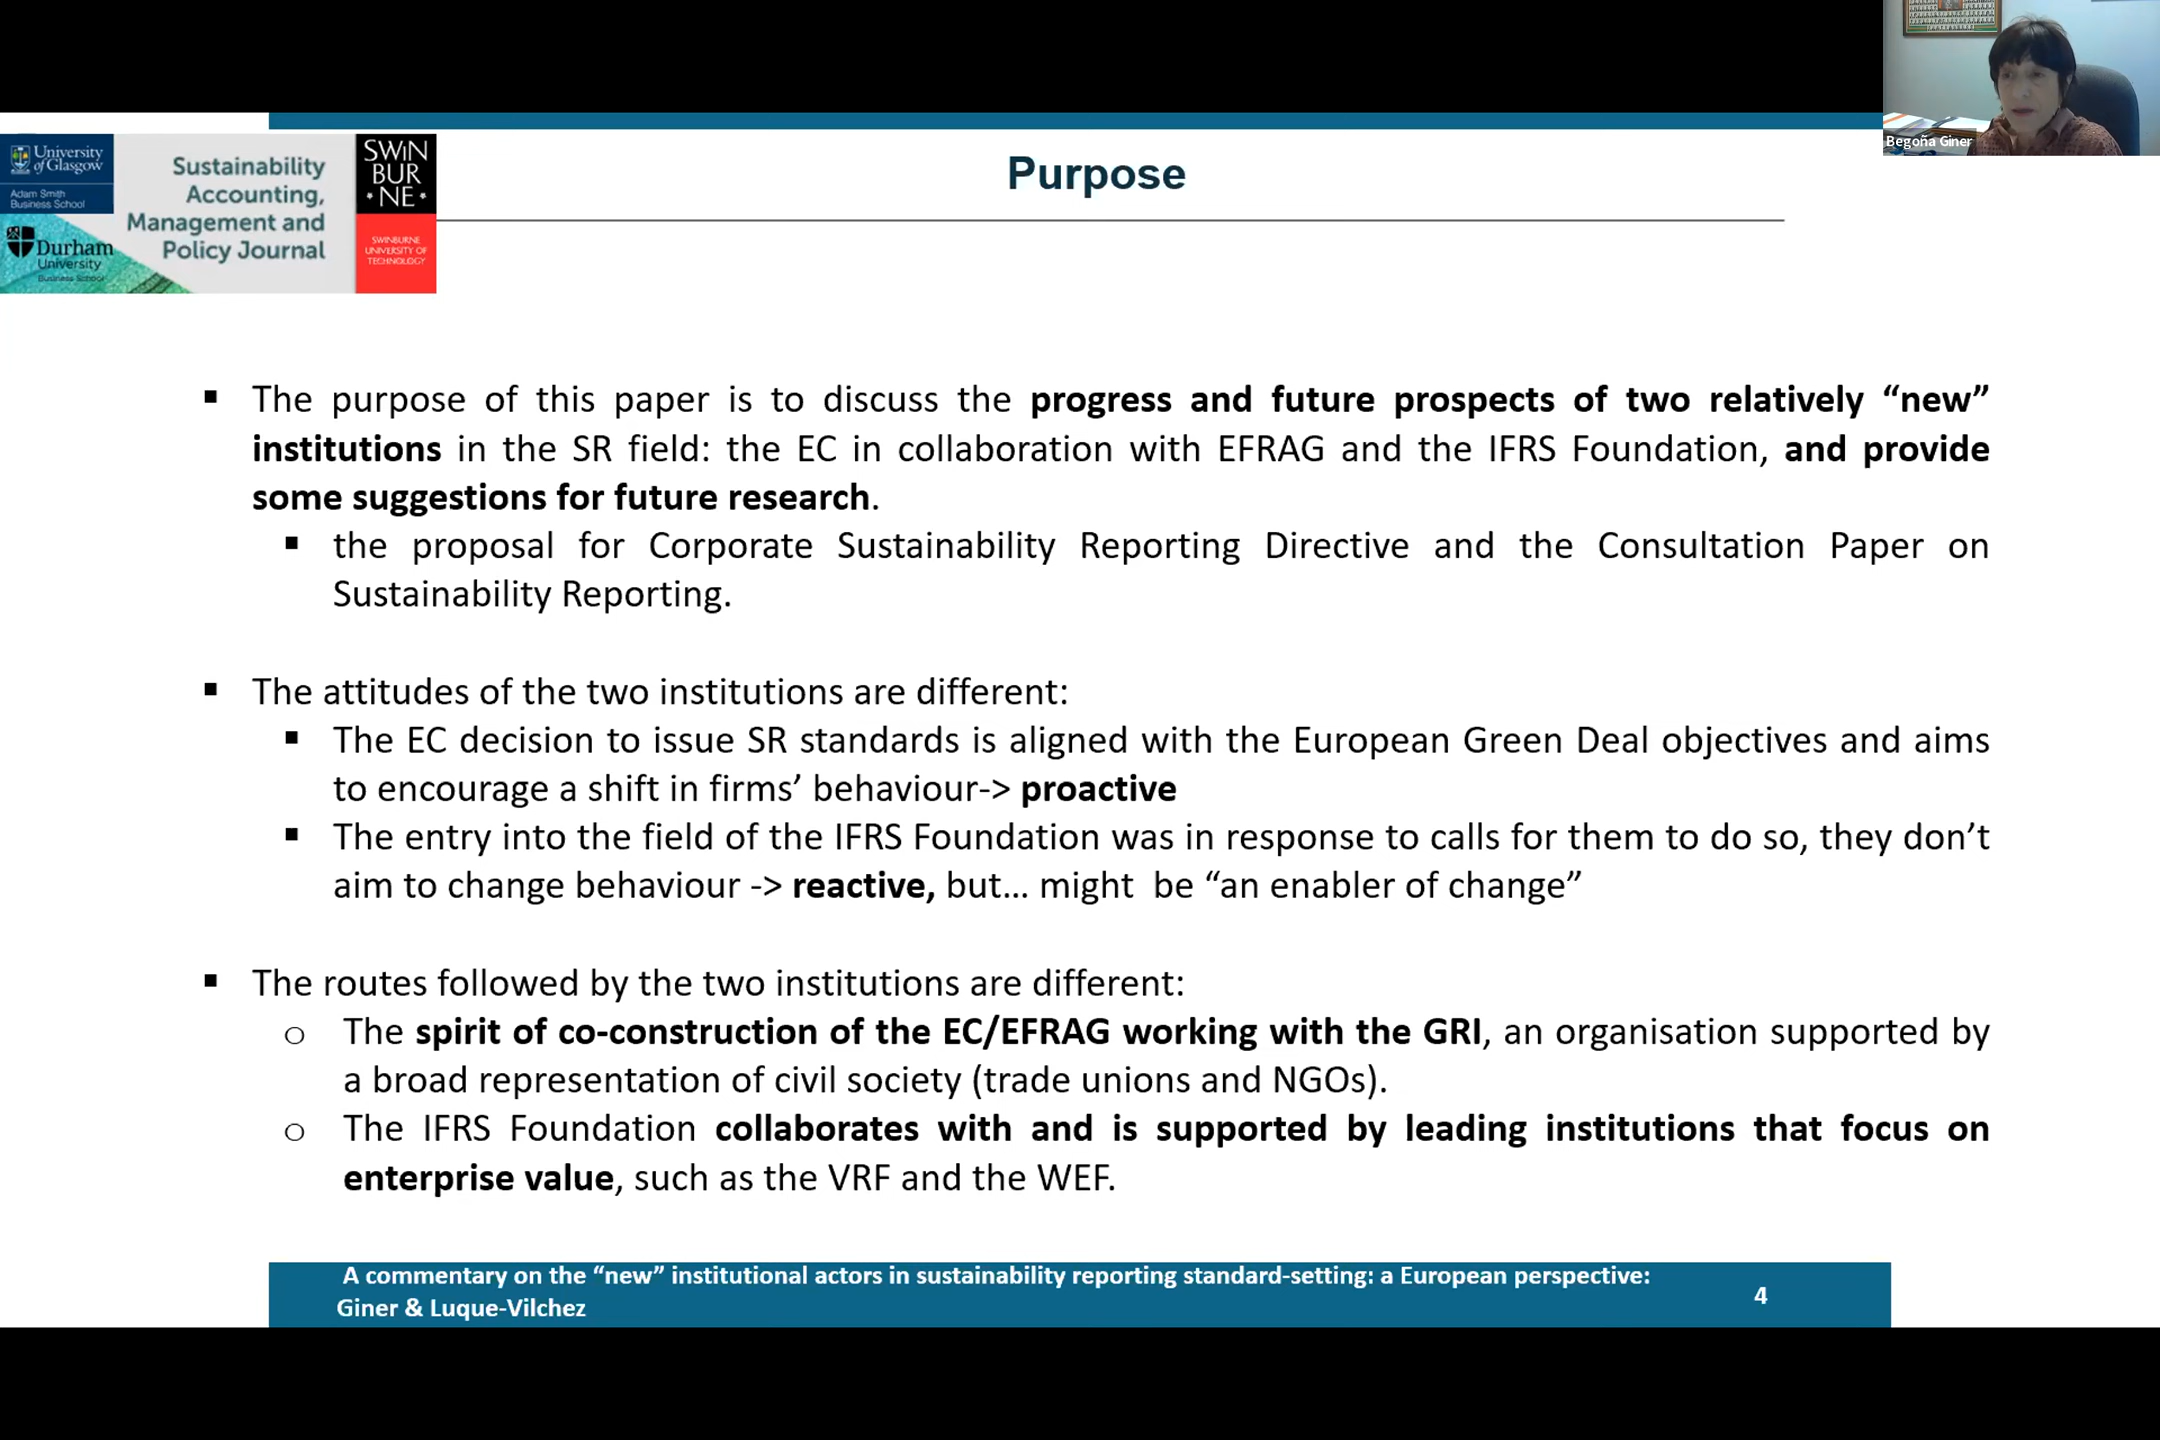 Begoña Giner
University
of Glasgow
Adam Smith
Business School
Durham
University
Business School
Sustainability
Accounting,
Management and
Policy Journal
SWIN
BUR
NE
SWINBURNE
UNIVERSITY OF
TECHNOLOGY
Purpose
▪ The purpose of this paper is to discuss the progress and future prospects of two relatively “new”
institutions in the SR field: the EC in collaboration with EFRAG and the IFRS Foundation, and provide
some suggestions for future research.
▪ the proposal for Corporate Sustainability Reporting Directive and the Consultation Paper on
Sustainability Reporting.
▪ The attitudes of the two institutions are different:
▪ The EC decision to issue SR standards is aligned with the European Green Deal objectives and aims
to encourage a shift in firms’ behaviour-> proactive
▪ The entry into the field of the IFRS Foundation was in response to calls for them to do so, they don’t
aim to change behaviour -> reactive, but... might be “an enabler of change”
▪ The routes followed by the two institutions are different:
o The spirit of co-construction of the EC/EFRAG working with the GRI, an organisation supported by
a broad representation of civil society (trade unions and NGOs).
o The IFRS Foundation collaborates with and is supported by leading institutions that focus on
enterprise value, such as the VRF and the WEF.
A commentary on the “new” institutional actors in sustainability reporting standard-setting: a European perspective:
Giner & Luque-Vilchez
4